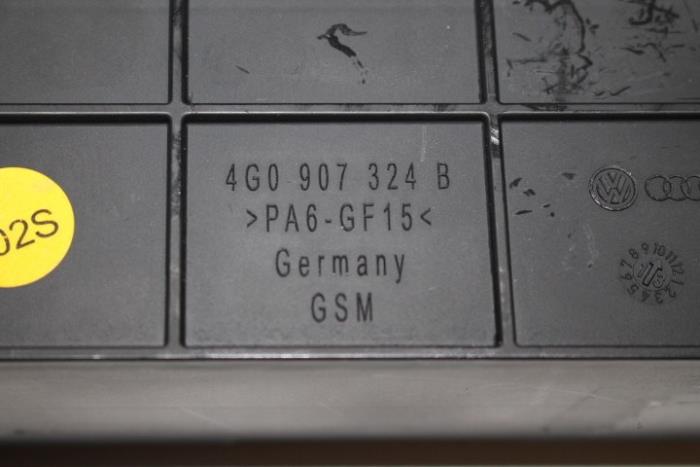 4G0 907 324 B
>PA6-GF15<
Germany
GSM
02S